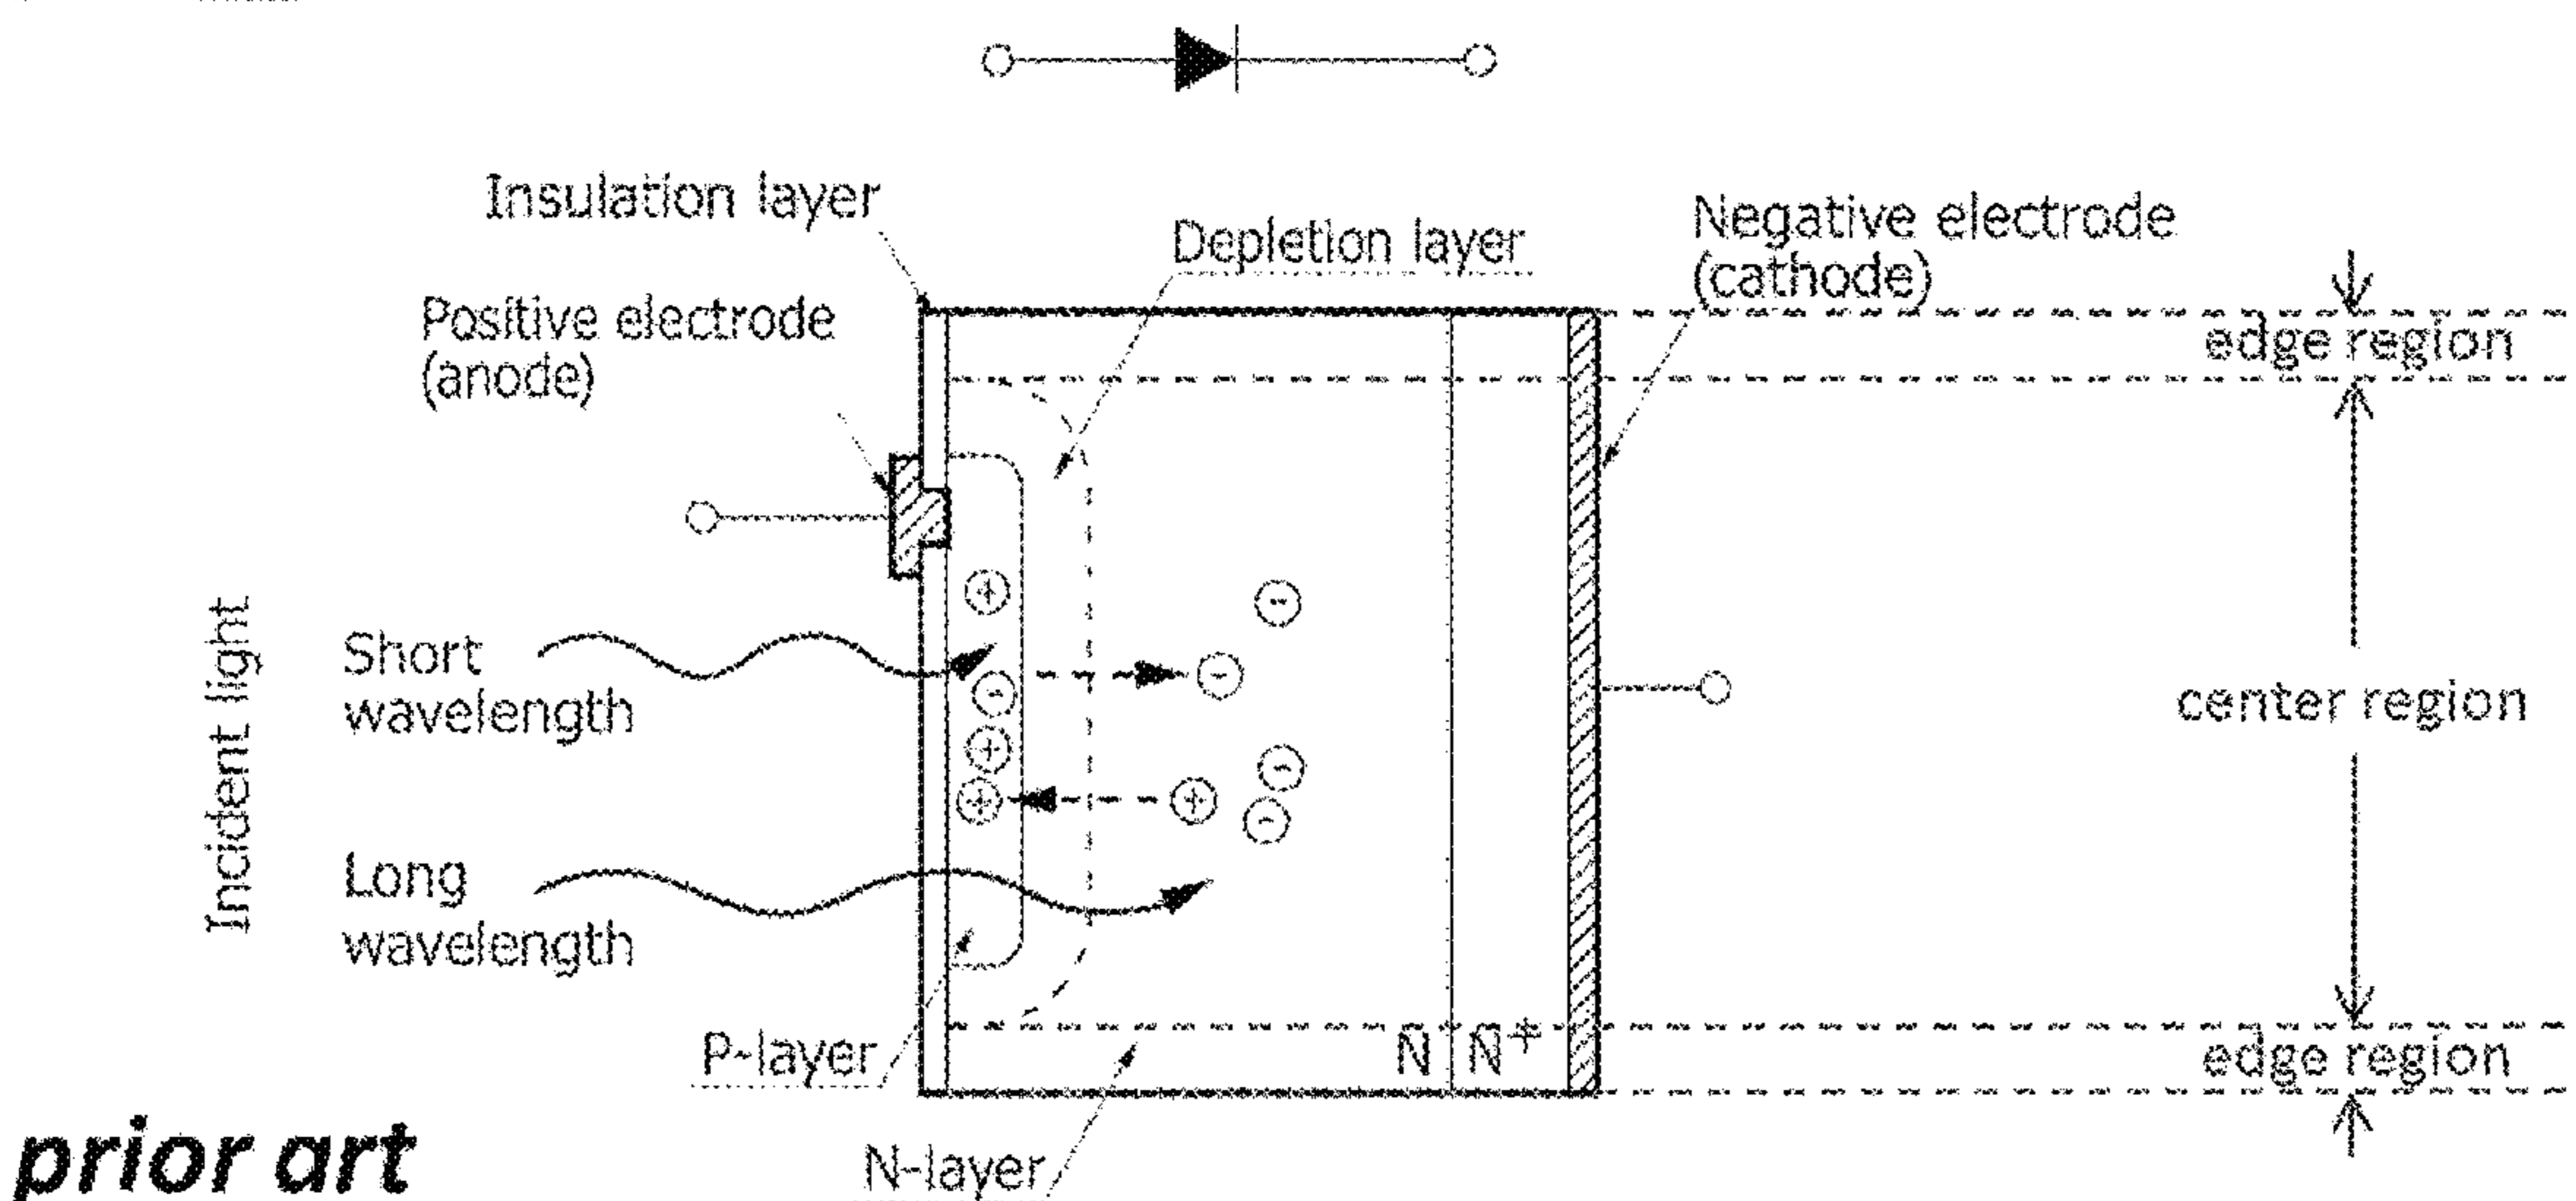 Insulation layer
Depletion layer
Negative electrode
(cathode)
Positive electrode
(anode)
edge region
Incident light
Short
wavelength
center region
Long
wavelength
P-layer
N N+
edge region
N-layer
prior art